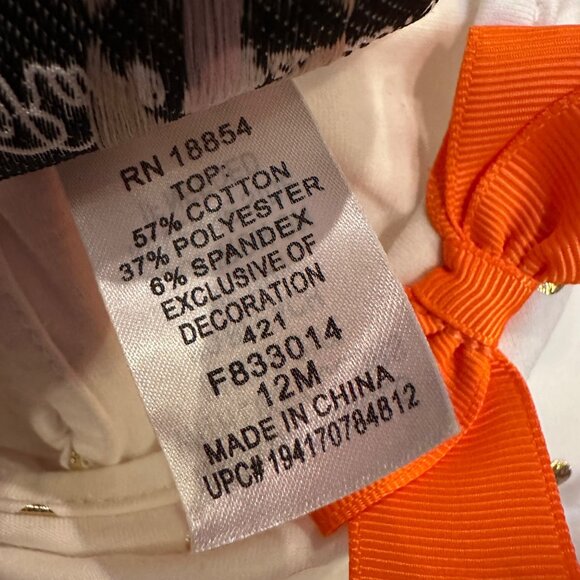 RN 18854
TOP:
57% COTTON
37% POLYESTER
6% SPANDEX
EXCLUSIVE OF
DECORATION
421
F833014
12M
MADE IN CHINA
UPC# 194170784812